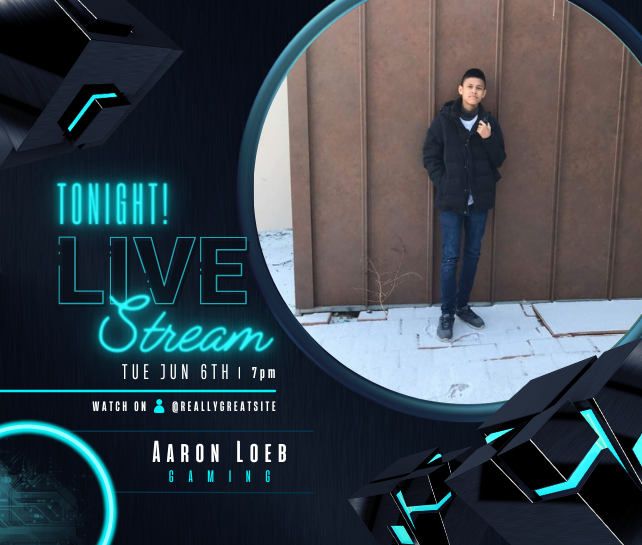 TONIGHT!
LIVE
Stream
TUE JUN 6TH | 7pm
WATCH ON @REALLYGREATSITE
AARON LOEB
GAMING